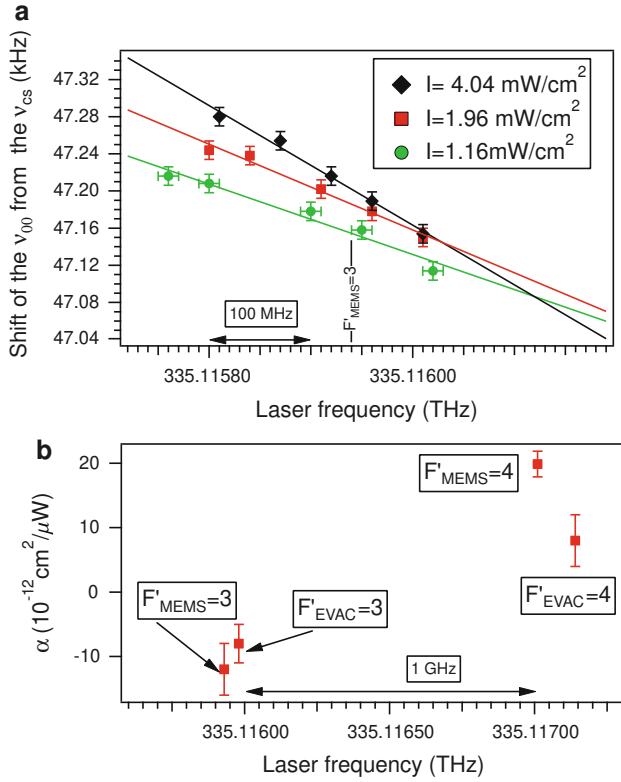 a
Shift of the ν00 from the νcs (kHz)
47.32
47.28
47.24
47.20
47.16
47.12
47.08
47.04
I= 4.04 mW/cm²
I=1.96 mW/cm²
I=1.16mW/cm²
100 MHz
F'MEMS=3
335.11580
335.11600
Laser frequency (THz)
b
α (10⁻¹²cm²/μW)
20
10
0
-10
F'MEMS=3
F'EVAC=3
F'MEMS=4
F'EVAC=4
1 GHz
335.11600
335.11650
335.11700
Laser frequency (THz)